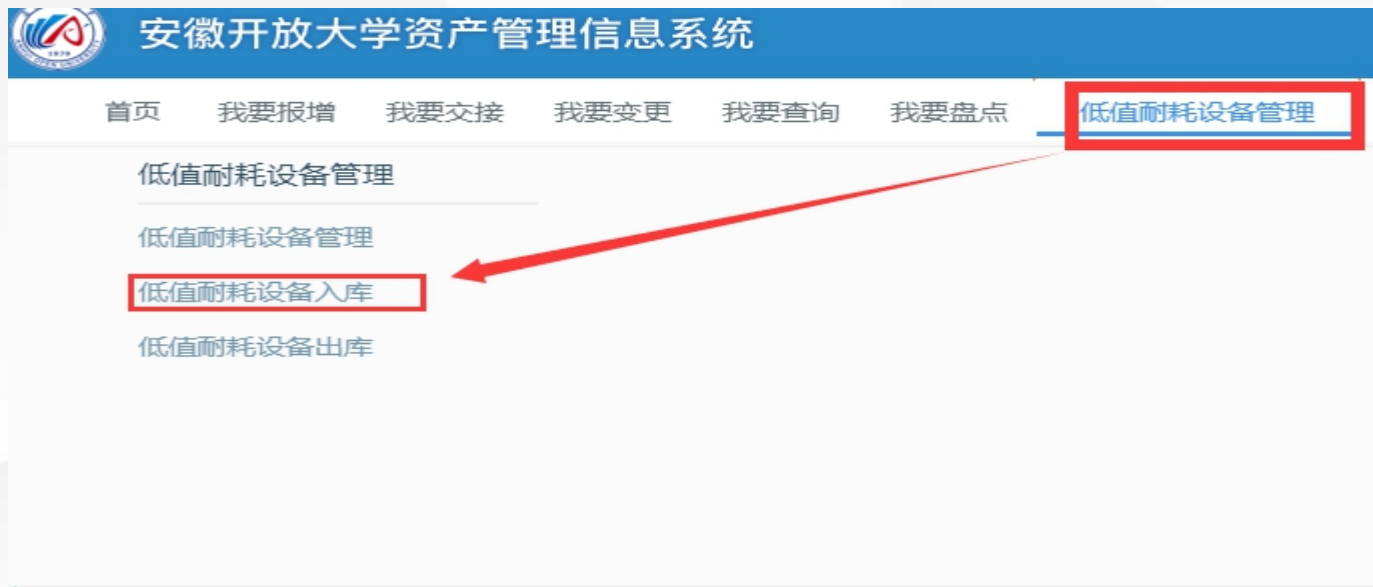 安徽开放大学资产管理信息系统
首页 我要报增 我要交接 我要变更 我要查询 我要盘点 低值耐耗设备管理
低值耐耗设备管理
低值耐耗设备管理
低值耐耗设备入库
低值耐耗设备出库